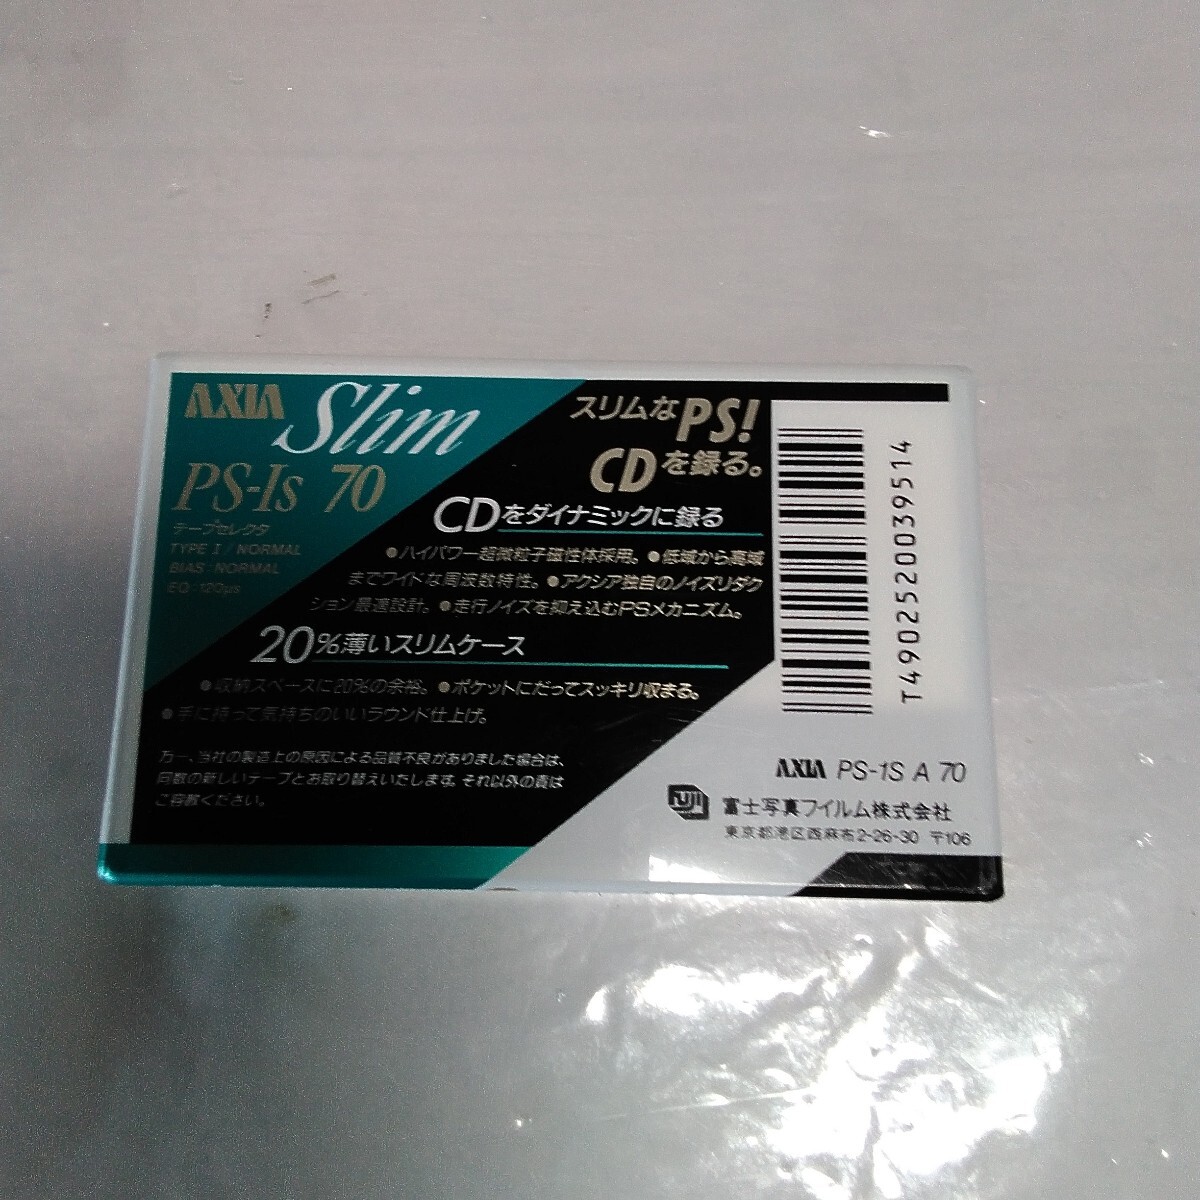 AXIA Slim
PS-Is 70
テープセレクタ
TYPE I / NORMAL
BIAS : NORMAL
EQ : 120μs
スリムなPS!
CDを録る。
CDをダイナミックに録る
●ハイパワー超微粒子磁性体採用。●低域から高域
までワイドな周波数特性。●アクシア独自のノイズリダク
ション最適設計。●走行ノイズを抑え込むPSメカニズム。
20%薄いスリムケース
●収納スペースに20%の余裕。●ポケットにだってスッキリ収まる。
●手に持って気持ちのいいラウンド仕上げ。
万一、当社の製造上の原因による品質不良がありました場合は、
同数の新しいテープとお取り替えいたします。それ以外の責は
ご容赦ください。
T4902520039514
AXIA PS-1S A 70
FUJI 富士写真フイルム株式会社
東京都港区西麻布2-26-30 〒106